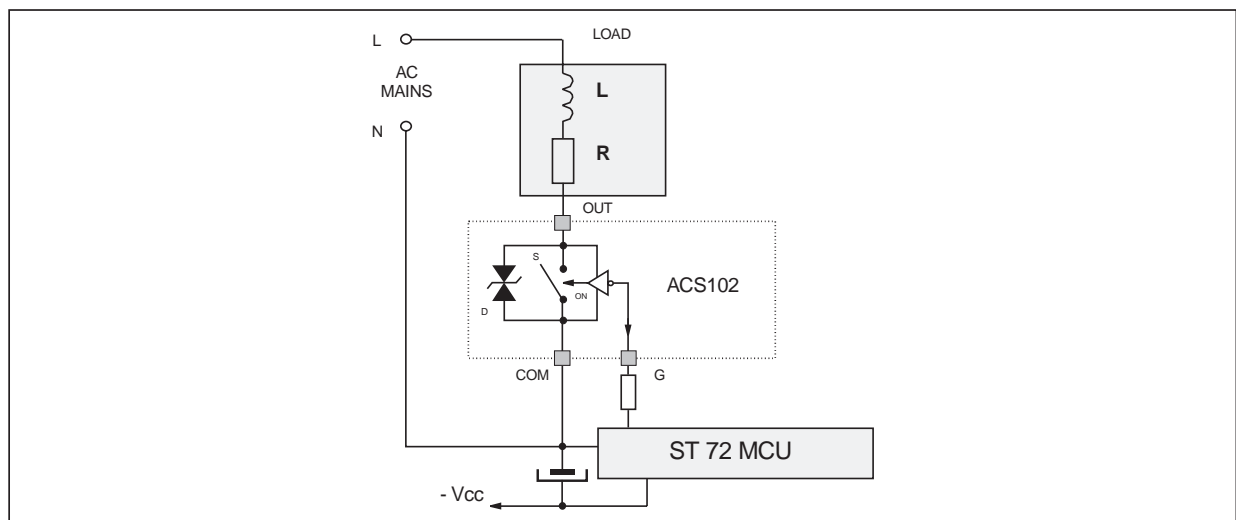 L
LOAD
AC
MAINS
L
N
R
OUT
S
ACS102
ON
D
COM
G
ST 72 MCU
- Vcc